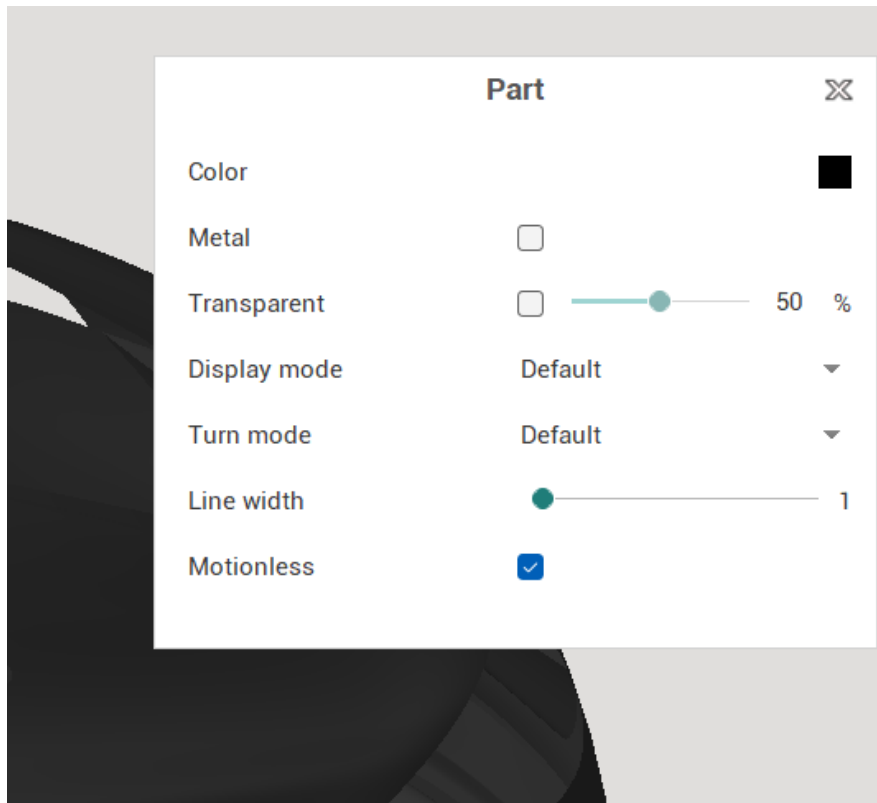 Part
Color
Metal
Transparent 50 %
Display mode Default
Turn mode Default
Line width 1
Motionless